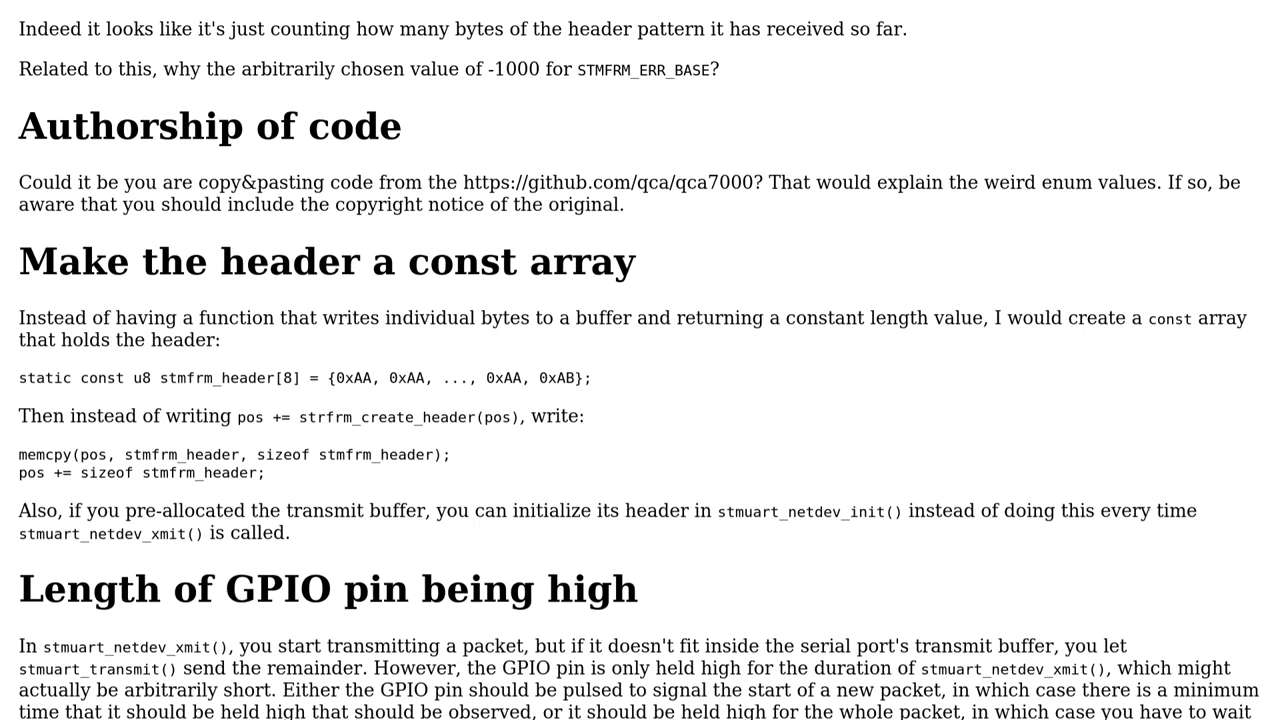 Indeed it looks like it's just counting how many bytes of the header pattern it has received so far.
Related to this, why the arbitrarily chosen value of -1000 for STMFRM_ERR_BASE?
Authorship of code
Could it be you are copy&pasting code from the https://github.com/qca/qca7000? That would explain the weird enum values. If so, be
aware that you should include the copyright notice of the original.
Make the header a const array
Instead of having a function that writes individual bytes to a buffer and returning a constant length value, I would create a const array
that holds the header:
static const u8 stmfrm_header[8] = {0xAA, 0xAA, ..., 0xAA, 0xAB};
Then instead of writing pos += strfrm_create_header(pos), write:
memcpy(pos, stmfrm_header, sizeof stmfrm_header);
pos += sizeof stmfrm_header;
Also, if you pre-allocated the transmit buffer, you can initialize its header in stmuart_netdev_init() instead of doing this every time
stmuart_netdev_xmit() is called.
Length of GPIO pin being high
In stmuart_netdev_xmit(), you start transmitting a packet, but if it doesn't fit inside the serial port's transmit buffer, you let
stmuart_transmit() send the remainder. However, the GPIO pin is only held high for the duration of stmuart_netdev_xmit(), which might
actually be arbitrarily short. Either the GPIO pin should be pulsed to signal the start of a new packet, in which case there is a minimum
time that it should be held high that should be observed, or it should be held high for the whole packet, in which case you have to wait